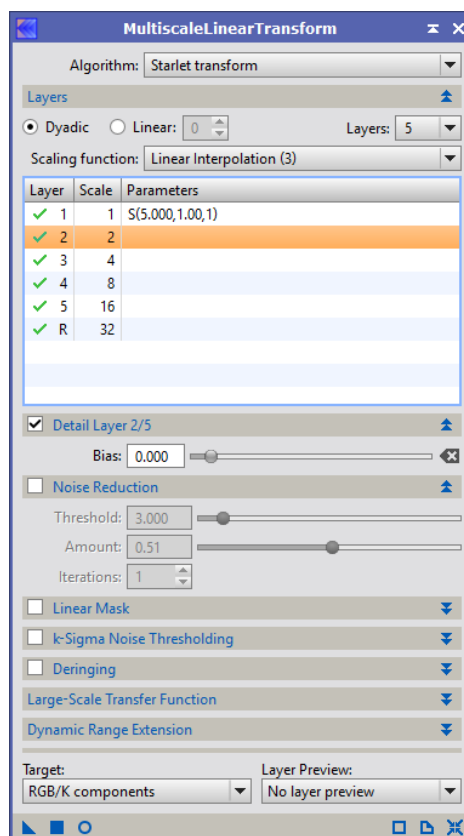 MultiscaleLinearTransform
Algorithm: Starlet transform
Layers
Dyadic Linear: 0 Layers: 5
Scaling function: Linear Interpolation (3)
Layer Scale Parameters
1 1 S(5.000,1.00,1)
2 2
3 4
4 8
5 16
R 32
Detail Layer 2/5
Bias: 0.000
Noise Reduction
Threshold: 3.000
Amount: 0.51
Iterations: 1
Linear Mask
k-Sigma Noise Thresholding
Deringing
Large-Scale Transfer Function
Dynamic Range Extension
Target: Layer Preview:
RGB/K components No layer preview